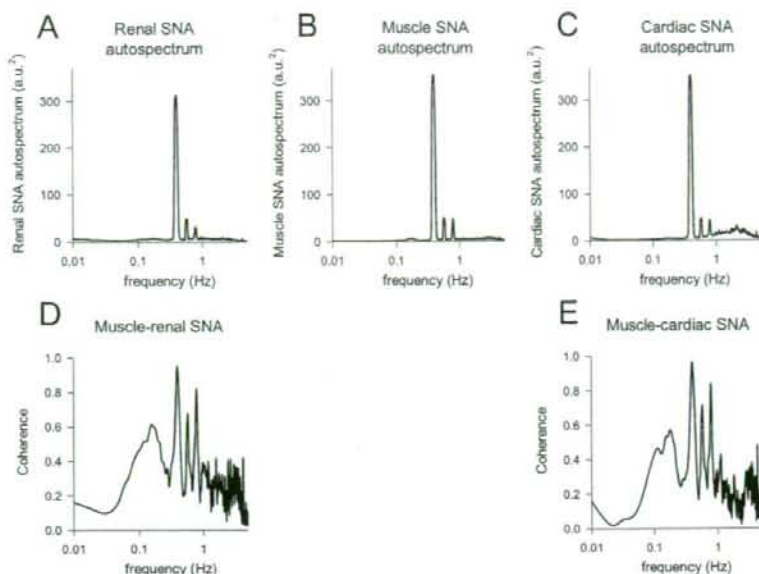 A
Renal SNA
autospectrum
Renal SNA autospectrum (a.u.²)
300
200
100
0
0.01
0.1
1
frequency (Hz)
B
Muscle SNA
autospectrum
Muscle SNA autospectrum (a.u.²)
300
200
100
0
0.01
0.1
1
frequency (Hz)
C
Cardiac SNA
autospectrum
Cardiac SNA autospectrum (a.u.²)
300
200
100
0
0.01
0.1
1
frequency (Hz)
D
Muscle-renal SNA
Coherence
1.0
0.8
0.6
0.4
0.2
0.0
0.01
0.1
1
frequency (Hz)
E
Muscle-cardiac SNA
Coherence
1.0
0.8
0.6
0.4
0.2
0.0
0.01
0.1
1
frequency (Hz)